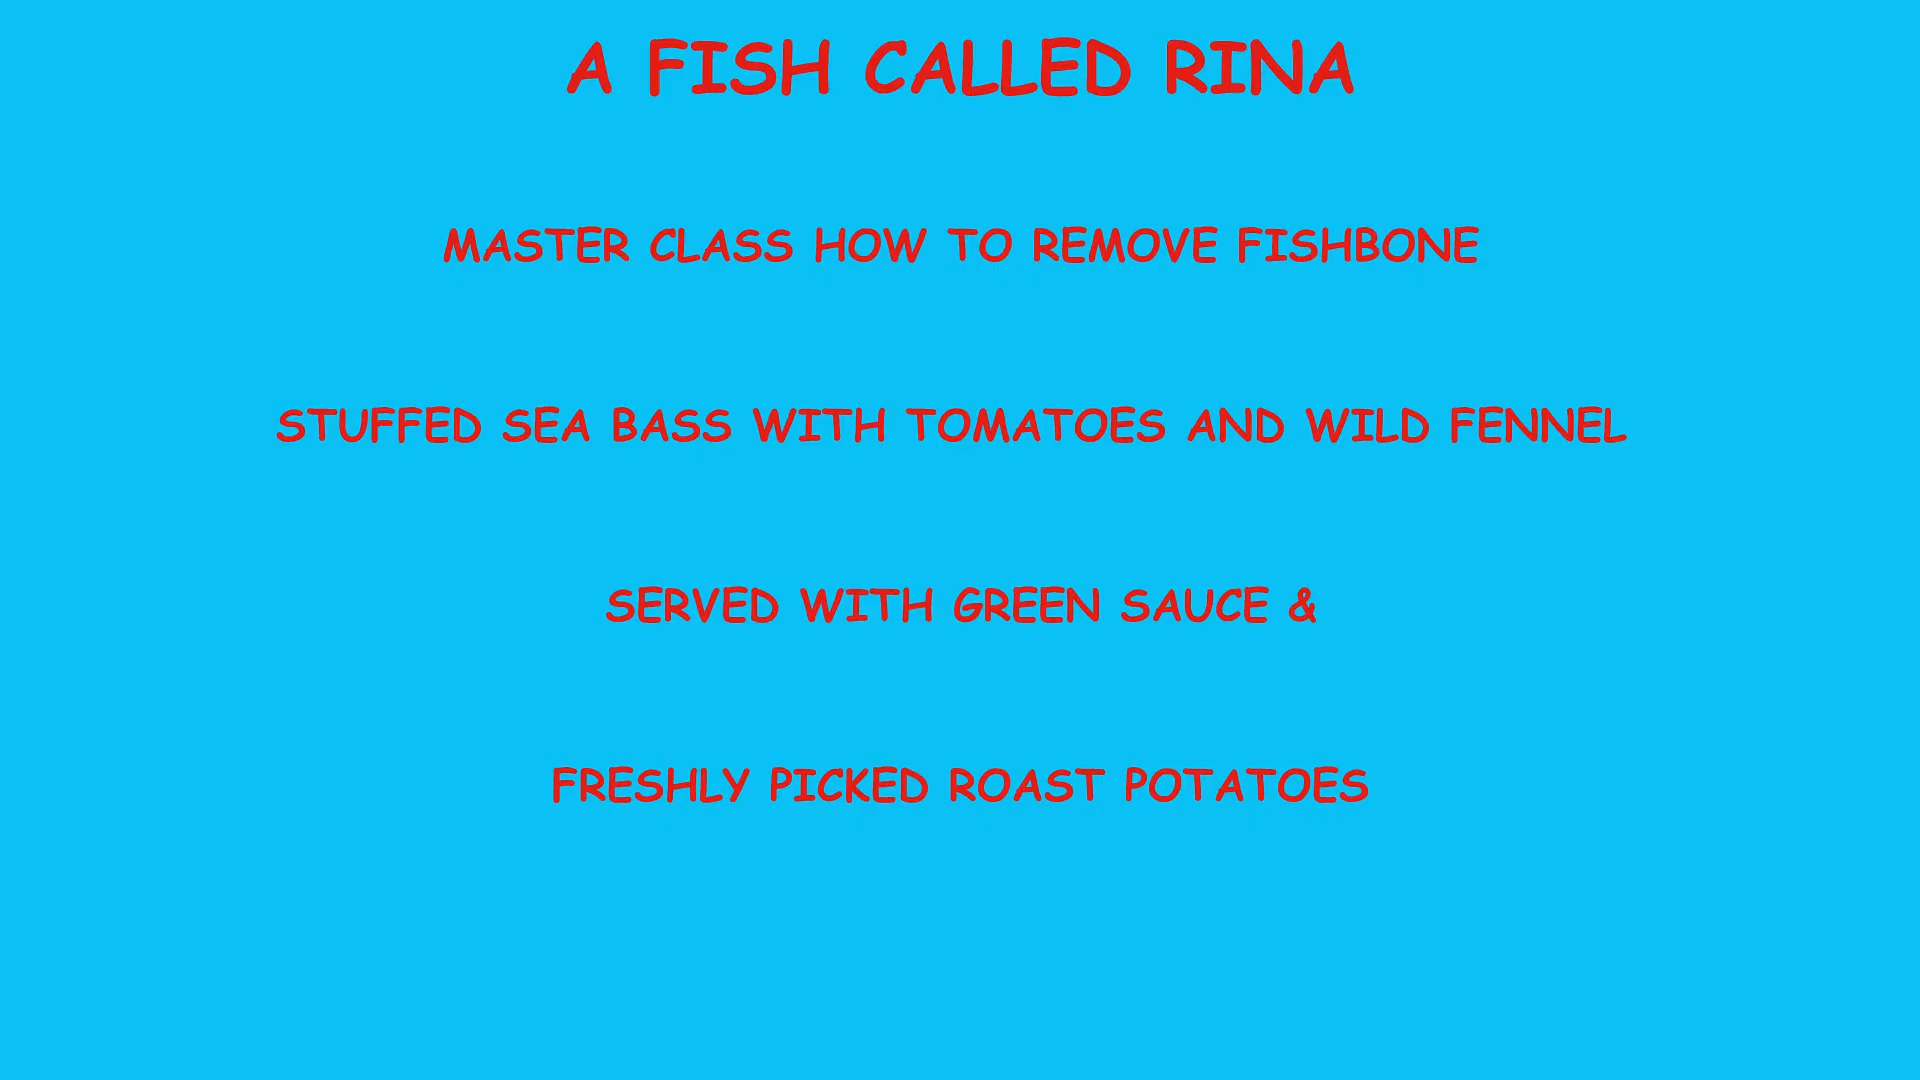 A FISH CALLED RINA
MASTER CLASS HOW TO REMOVE FISHBONE
STUFFED SEA BASS WITH TOMATOES AND WILD FENNEL
SERVED WITH GREEN SAUCE &
FRESHLY PICKED ROAST POTATOES